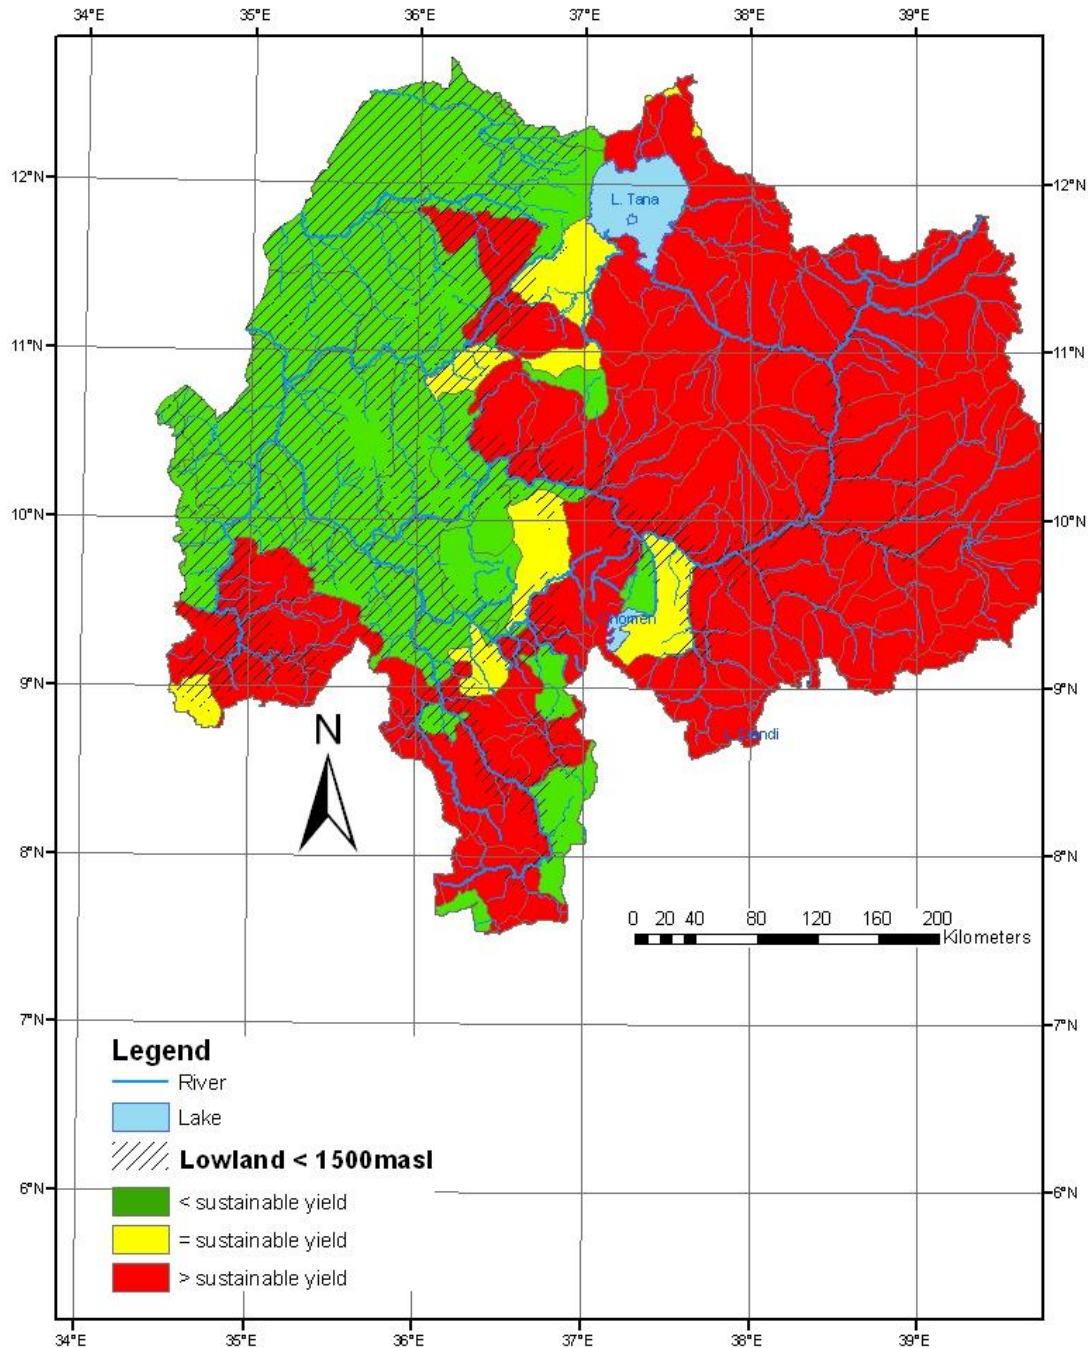 34°E 35°E 36°E 37°E 38°E 39°E
12°N 12°N
L. Tana
11°N 11°N
10°N 10°N
9°N 9°N
N
8°N 8°N
0 20 40 80 120 160 200
Kilometers
7°N 7°N
Legend
River
Lake
Lowland < 1500masl
6°N 6°N
< sustainable yield
= sustainable yield
> sustainable yield
34°E 35°E 36°E 37°E 38°E 39°E